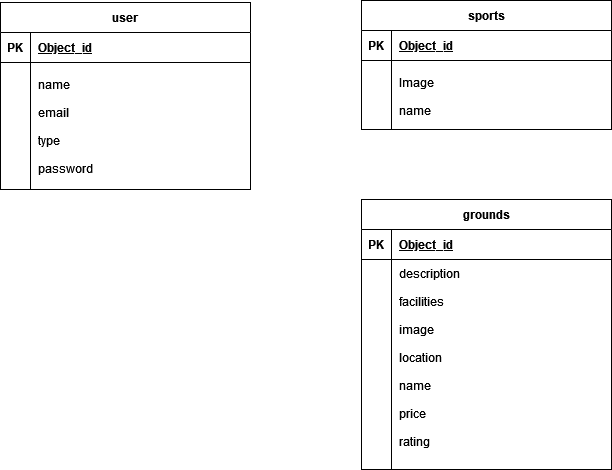 user
PK Object_id
name
email
type
password
sports
PK Object_id
Image
name
grounds
PK Object_id
description
facilities
image
location
name
price
rating